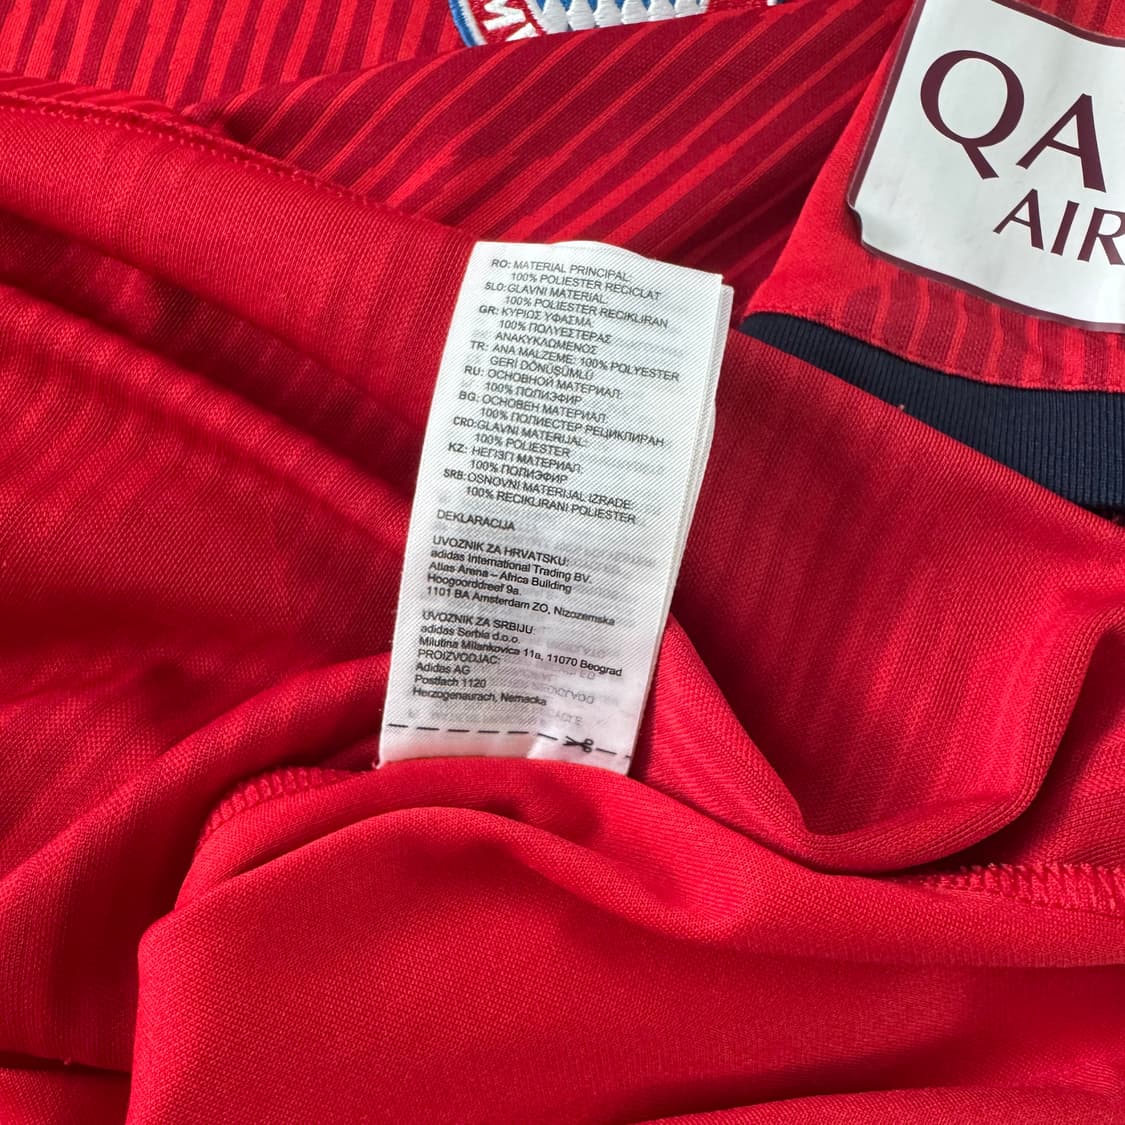 QA
AIR
RO: MATERIAL PRINCIPAL:
100% POLIESTER RECICLAT
SLO: GLAVNI MATERIAL:
100% POLIESTER RECIKLIRAN
GR: ΚΥΡΙΟΣ ΥΦΑΣΜΑ:
100% ΠΟΛΥΕΣΤΕΡΑΣ
ΑΝΑΚΥΚΛΩΜΕΝΟΣ
TR: ANA MALZEME: 100% POLYESTER
GERİ DÖNÜŞÜMLÜ
RU: ОСНОВНОЙ МАТЕРИАЛ:
100% ПОЛИЭФИР
BG: ОСНОВЕН МАТЕРИАЛ:
100% ПОЛИЕСТЕР РЕЦИКЛИРАН
CRO: GLAVNI MATERIJAL:
100% POLIESTER
KZ: НЕГІЗГІ МАТЕРИАЛ:
100% ПОЛИЭФИР
SRB: OSNOVNI MATERIJAL IZRADE:
100% RECIKLIRANI POLIESTER
DEKLARACIJA
UVOZNIK ZA HRVATSKU:
adidas International Trading BV.
Atlas Arena – Africa Building
Hoogoorddreef 9a.
1101 BA Amsterdam ZO, Nizozemska
UVOZNIK ZA SRBIJU:
adidas Serbia d.o.o.
Milutina Milankovica 11a, 11070 Beograd
PROIZVODJAC:
Adidas AG
Postfach 1120
Herzogenaurach, Nemacka